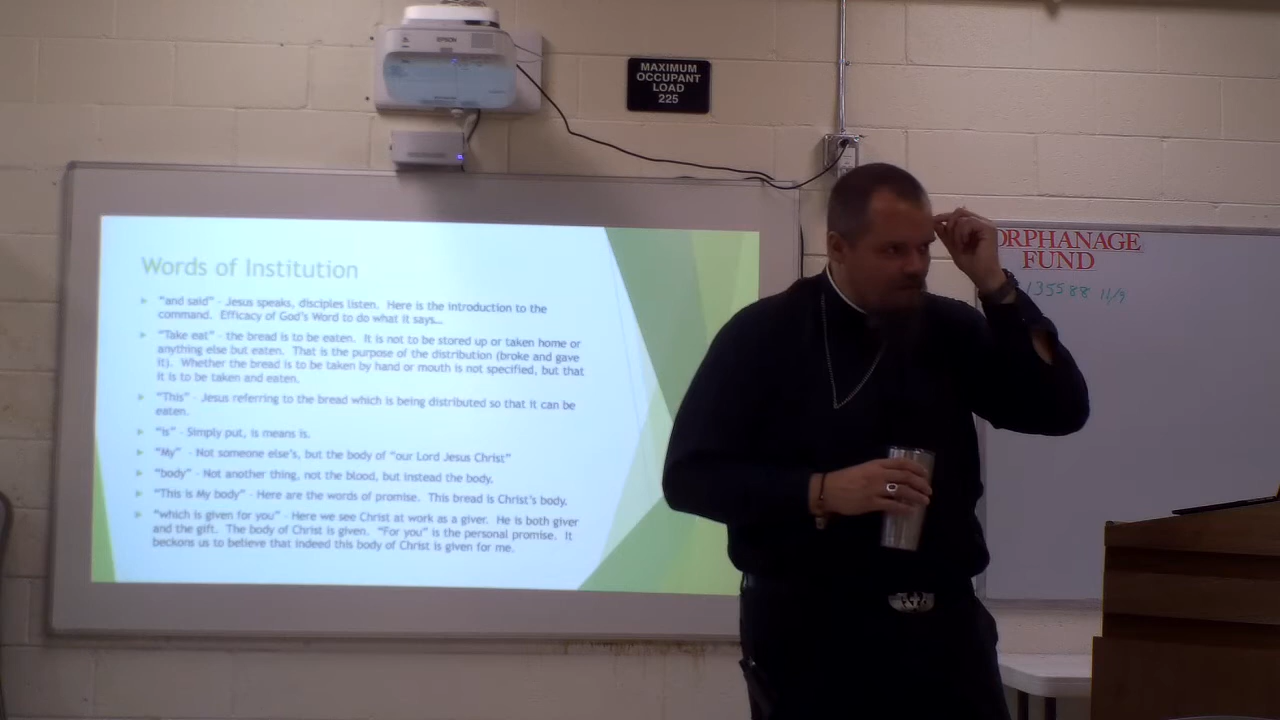 EPSON
MAXIMUM
OCCUPANT
LOAD
225
ORPHANAGE
FUND
135588 11/9
Words of Institution
"and said" - Jesus speaks, disciples listen. Here is the introduction to the
command. Efficacy of God's Word to do what it says...
"Take eat" - the bread is to be eaten. It is not to be stored up or taken home or
anything else but eaten. That is the purpose of the distribution (broke and gave
it). Whether the bread is to be taken by hand or mouth is not specified, but that
it is to be taken and eaten.
"This" - Jesus referring to the bread which is being distributed so that it can be
eaten.
"is" - Simply put, is means is.
"My" - Not someone else's, but the body of "our Lord Jesus Christ"
"body" - Not another thing, not the blood, but instead the body.
"This is My body" - Here are the words of promise. This bread is Christ's body.
"which is given for you" - Here we see Christ at work as a giver. He is both giver
and the gift. The body of Christ is given. "For you" is the personal promise. It
beckons us to believe that indeed this body of Christ is given for me.